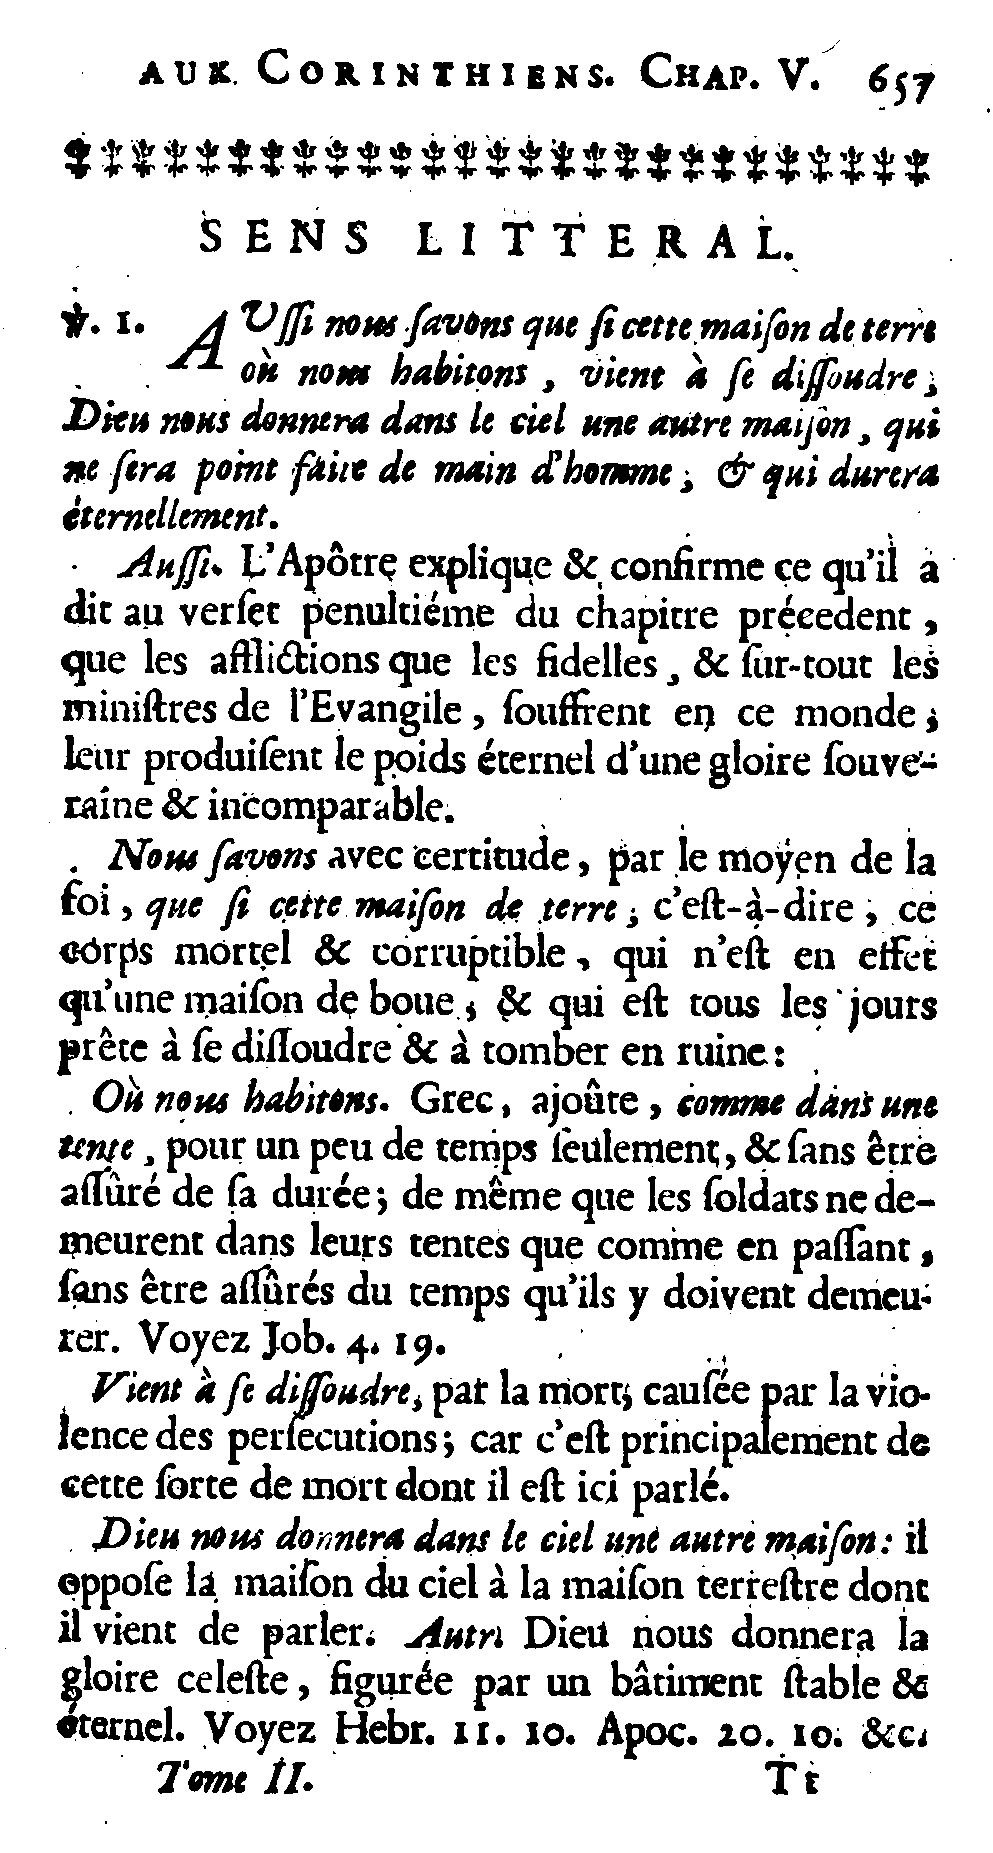 AUX CORINTHIENS. CHAP. V. 657
SENS LITTERAL.
℣. 1. AUſſi nous ſavons que ſi cette maiſon de terre
où nous habitons, vient à ſe diſſoudre,
Dieu nous donnera dans le ciel une autre maiſon, qui
ne ſera point faite de main d'homme, & qui durera
éternellement.
Auſſi. L'Apôtre explique & confirme ce qu'il a
dit au verſet penultiéme du chapitre précedent,
que les afflictions que les fidelles, & ſur-tout les
miniſtres de l'Evangile, ſouffrent en ce monde,
leur produiſent le poids éternel d'une gloire ſouve-
raine & incomparable.
Nous ſavons avec certitude, par le moyen de la
foi, que ſi cette maiſon de terre, c'eſt-à-dire, ce
corps mortel & corruptible, qui n'eſt en effet
qu'une maiſon de boue, & qui eſt tous les jours
prête à ſe diſſoudre & à tomber en ruine:
Où nous habitons. Grec, ajoûte, comme dans une
tente, pour un peu de temps ſeulement, & ſans être
aſſûré de ſa durée; de même que les ſoldats ne de-
meurent dans leurs tentes que comme en paſſant,
ſans être aſſûrés du temps qu'ils y doivent demeu-
rer. Voyez Job. 4. 19.
Vient à ſe diſſoudre, par la mort, cauſée par la vio-
lence des perſecutions; car c'eſt principalement de
cette ſorte de mort dont il eſt ici parlé.
Dieu nous donnera dans le ciel une autre maiſon: il
oppoſe la maiſon du ciel à la maiſon terreſtre dont
il vient de parler. Autr. Dieu nous donnera la
gloire celeſte, figurée par un bâtiment ſtable &
éternel. Voyez Hebr. 11. 10. Apoc. 20. 10. &c.
Tome II. Tt